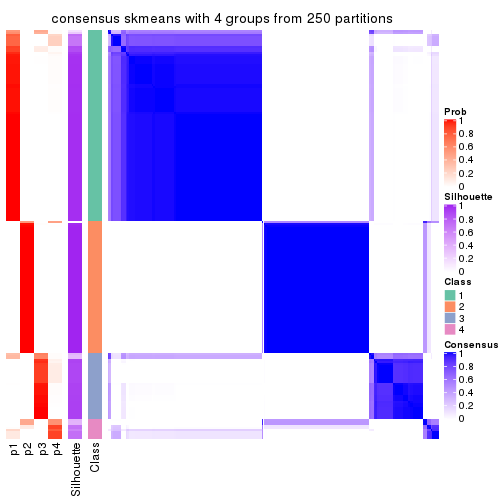 consensus skmeans with 4 groups from 250 partitions
Prob
1
0.8
0.6
0.4
0.2
0
Silhouette
1
0.8
0.6
0.4
0.2
0
Class
1
2
3
4
Consensus
1
0.8
0.6
0.4
0.2
0
p1
p2
p3
p4
Silhouette
Class